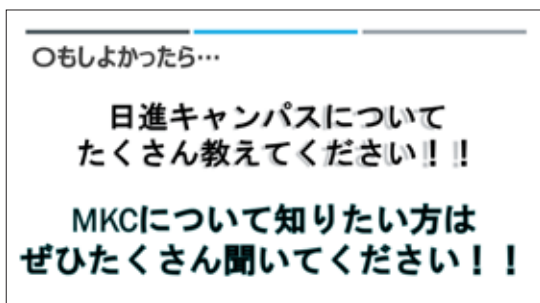 〇もしよかったら…
日進キャンパスについて
たくさん教えてください！！
MKCについて知りたい方は
ぜひたくさん聞いてください！！